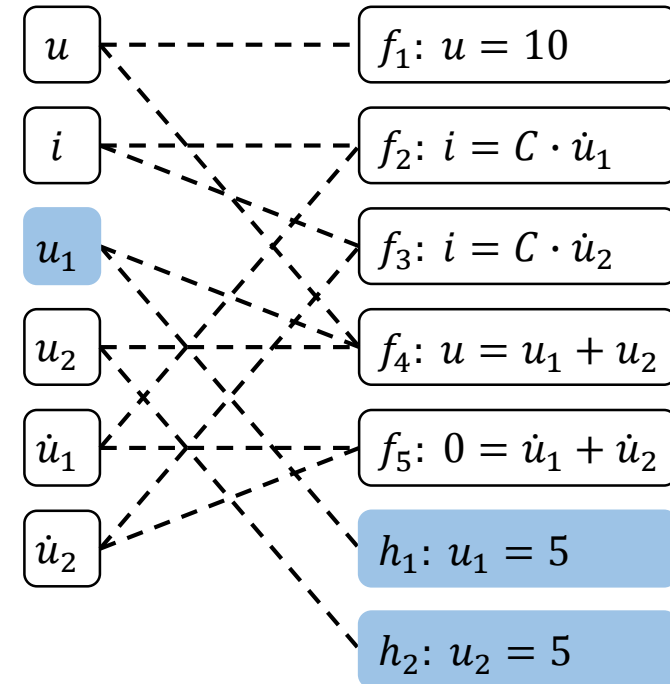 u f₁: u = 10
i f₂: i = C · u̇₁
u₁ f₃: i = C · u̇₂
u₂ f₄: u = u₁ + u₂
u̇₁ f₅: 0 = u̇₁ + u̇₂
u̇₂ h₁: u₁ = 5
h₂: u₂ = 5